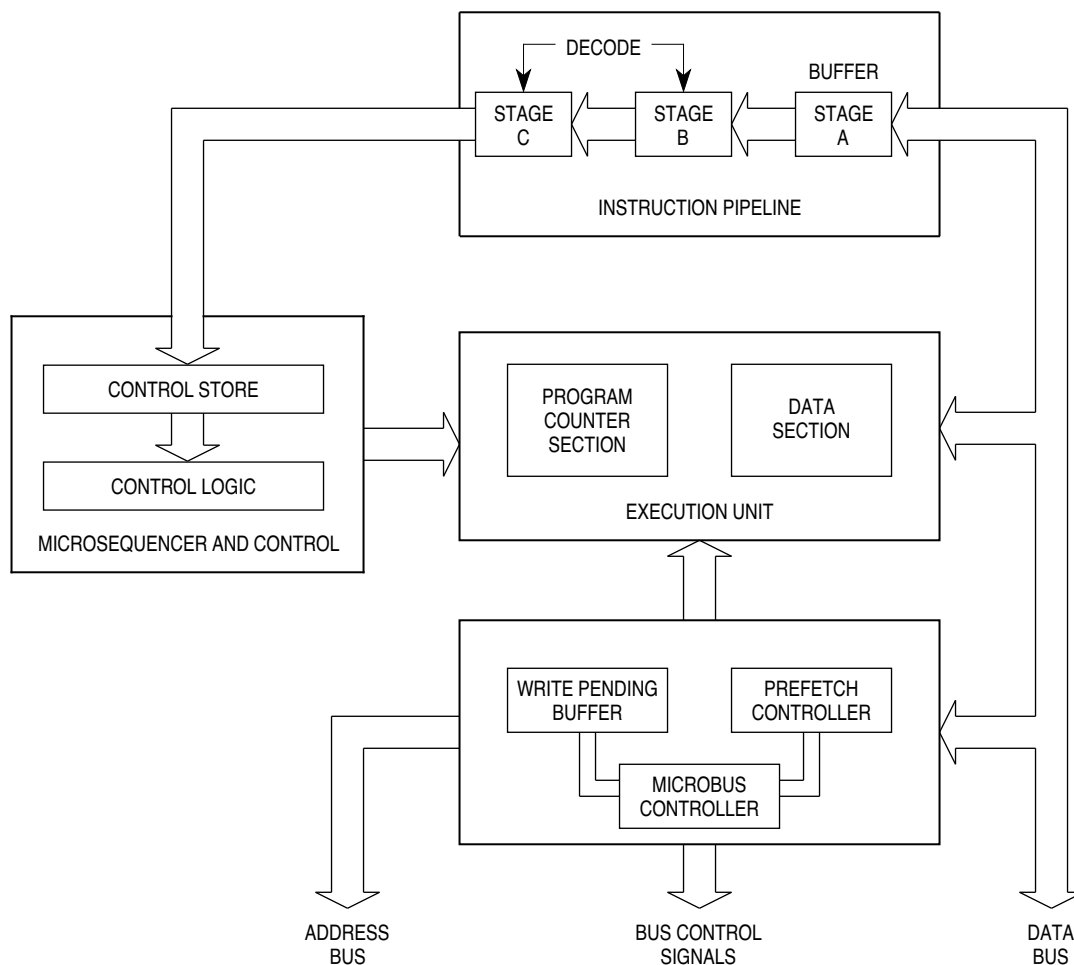 DECODE
BUFFER
STAGE
C
STAGE
B
STAGE
A
INSTRUCTION PIPELINE
CONTROL STORE
CONTROL LOGIC
MICROSEQUENCER AND CONTROL
PROGRAM
COUNTER
SECTION
DATA
SECTION
EXECUTION UNIT
WRITE PENDING
BUFFER
PREFETCH
CONTROLLER
MICROBUS
CONTROLLER
ADDRESS
BUS
BUS CONTROL
SIGNALS
DATA
BUS